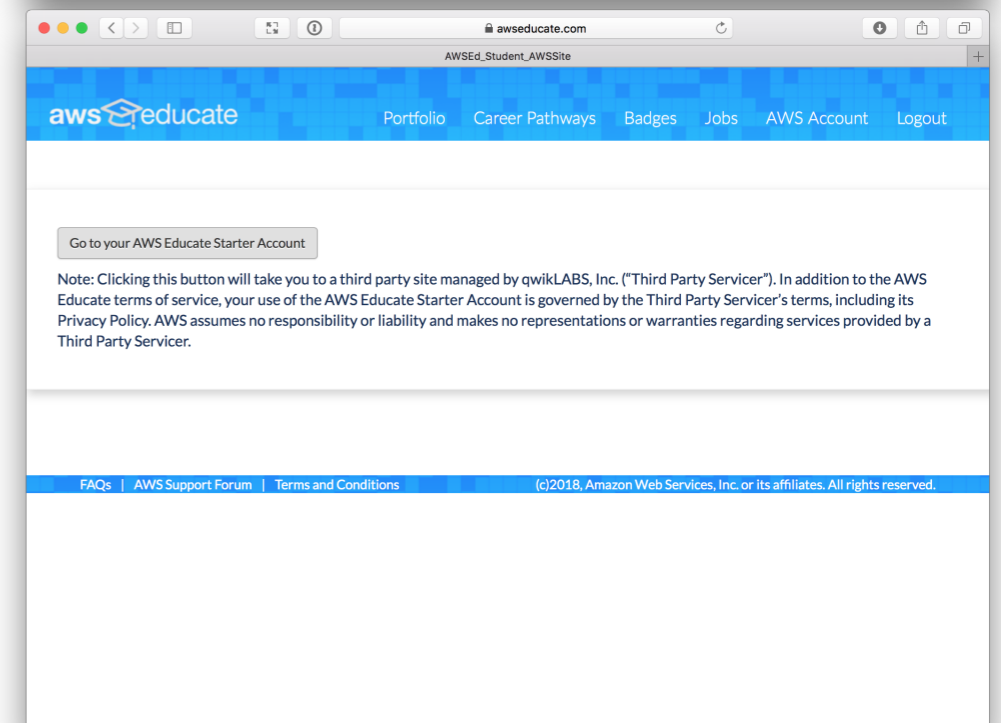 awseducate.com
AWSEd_Student_AWSSite
aws educate
Portfolio Career Pathways Badges Jobs AWS Account Logout
Go to your AWS Educate Starter Account
Note: Clicking this button will take you to a third party site managed by qwikLABS, Inc. (“Third Party Servicer”). In addition to the AWS
Educate terms of service, your use of the AWS Educate Starter Account is governed by the Third Party Servicer’s terms, including its
Privacy Policy. AWS assumes no responsibility or liability and makes no representations or warranties regarding services provided by a
Third Party Servicer.
FAQs | AWS Support Forum | Terms and Conditions (c)2018, Amazon Web Services, Inc. or its affiliates. All rights reserved.